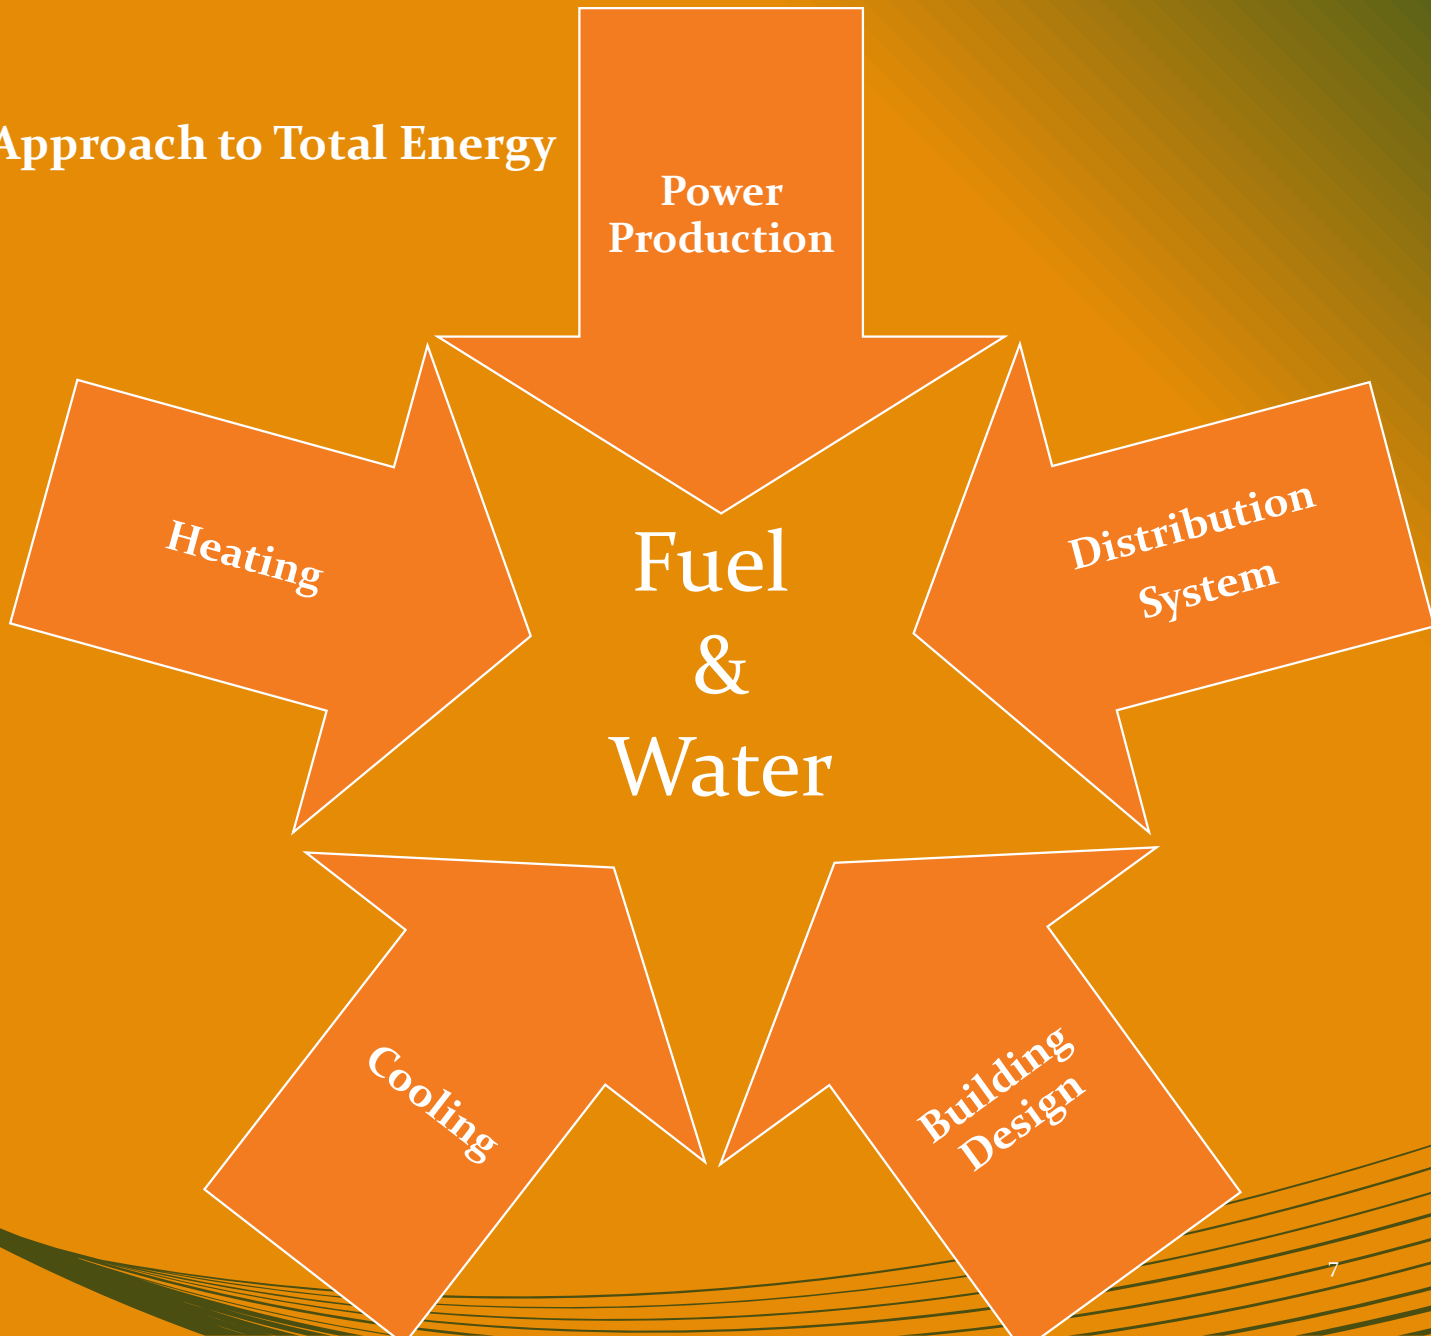 Approach to Total Energy
Power
Production
Heating
Distribution
System
Fuel
&
Water
Cooling
Building
Design
7